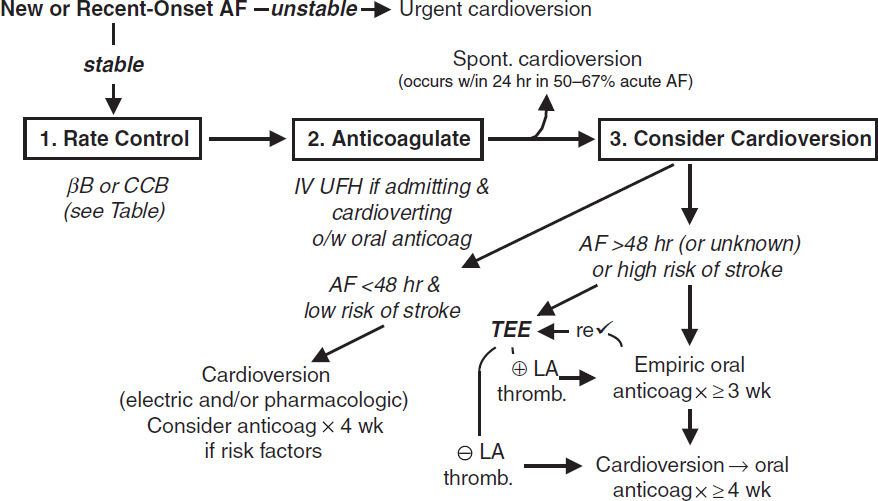 New or Recent-Onset AF – unstable → Urgent cardioversion
stable
Spont. cardioversion
(occurs w/in 24 hr in 50–67% acute AF)
1. Rate Control
2. Anticoagulate
3. Consider Cardioversion
βB or CCB
(see Table)
IV UFH if admitting &
cardioverting
o/w oral anticoag
AF >48 hr (or unknown)
or high risk of stroke
AF <48 hr &
low risk of stroke
TEE
re✓
Cardioversion
(electric and/or pharmacologic)
Consider anticoag × 4 wk
if risk factors
⊕ LA
thromb.
Empiric oral
anticoag × ≥ 3 wk
⊖ LA
thromb.
Cardioversion → oral
anticoag × ≥ 4 wk